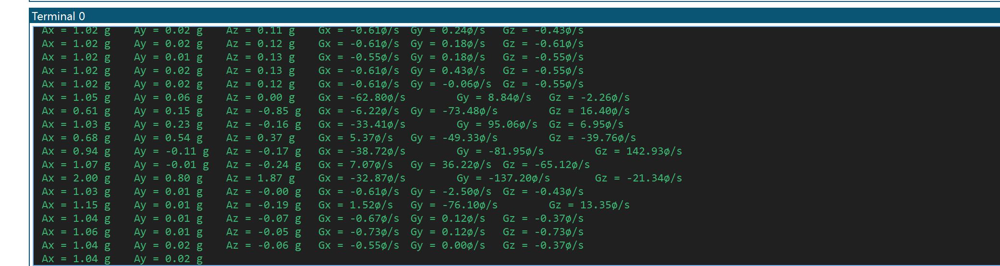 Terminal 0
Ax = 1.02 g Ay = 0.02 g Az = 0.11 g Gx = -0.61ø/s Gy = 0.24ø/s Gz = -0.43ø/s
Ax = 1.02 g Ay = 0.02 g Az = 0.12 g Gx = -0.61ø/s Gy = 0.18ø/s Gz = -0.61ø/s
Ax = 1.02 g Ay = 0.01 g Az = 0.13 g Gx = -0.55ø/s Gy = 0.18ø/s Gz = -0.55ø/s
Ax = 1.02 g Ay = 0.02 g Az = 0.13 g Gx = -0.61ø/s Gy = 0.43ø/s Gz = -0.55ø/s
Ax = 1.02 g Ay = 0.02 g Az = 0.12 g Gx = -0.61ø/s Gy = -0.06ø/s Gz = -0.55ø/s
Ax = 1.05 g Ay = 0.06 g Az = 0.00 g Gx = -62.80ø/s Gy = 8.84ø/s Gz = -2.26ø/s
Ax = 0.61 g Ay = 0.15 g Az = -0.85 g Gx = -6.22ø/s Gy = -73.48ø/s Gz = 16.40ø/s
Ax = 1.03 g Ay = 0.23 g Az = -0.16 g Gx = -33.41ø/s Gy = 95.06ø/s Gz = 6.95ø/s
Ax = 0.68 g Ay = 0.54 g Az = 0.37 g Gx = 5.37ø/s Gy = -49.33ø/s Gz = -39.76ø/s
Ax = 0.94 g Ay = -0.11 g Az = -0.17 g Gx = -38.72ø/s Gy = -81.95ø/s Gz = 142.93ø/s
Ax = 1.07 g Ay = -0.01 g Az = -0.24 g Gx = 7.07ø/s Gy = 36.22ø/s Gz = -65.12ø/s
Ax = 2.00 g Ay = 0.80 g Az = 1.87 g Gx = -32.87ø/s Gy = -137.20ø/s Gz = -21.34ø/s
Ax = 1.03 g Ay = 0.01 g Az = -0.00 g Gx = -0.61ø/s Gy = -2.50ø/s Gz = -0.43ø/s
Ax = 1.15 g Ay = 0.01 g Az = -0.19 g Gx = 1.52ø/s Gy = -76.10ø/s Gz = 13.35ø/s
Ax = 1.04 g Ay = 0.01 g Az = -0.07 g Gx = -0.67ø/s Gy = 0.12ø/s Gz = -0.37ø/s
Ax = 1.06 g Ay = 0.01 g Az = -0.05 g Gx = -0.73ø/s Gy = 0.12ø/s Gz = -0.73ø/s
Ax = 1.04 g Ay = 0.02 g Az = -0.06 g Gx = -0.55ø/s Gy = 0.00ø/s Gz = -0.37ø/s
Ax = 1.04 g Ay = 0.02 g